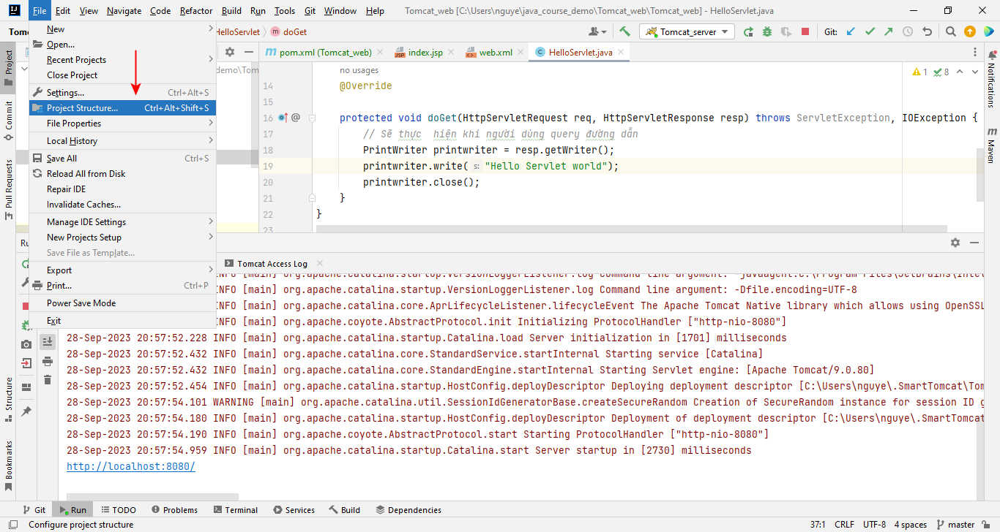 File Edit View Navigate Code Refactor Build Run Tools Git Window Help Tomcat_web [C:\Users\nguye\java_course_demo\Tomcat_web\Tomcat_web] - HelloServlet.java
HelloServlet m doGet Tomcat_server Git:
New
Open...
Recent Projects
Close Project
Settings... Ctrl+Alt+S
Project Structure... Ctrl+Alt+Shift+S
File Properties
Local History
Save All Ctrl+S
Reload All from Disk
Repair IDE
Invalidate Caches...
Manage IDE Settings
New Projects Setup
Save File as Template...
Export
Print... Ctrl+P
Power Save Mode
Exit
Project
Commit
Pull Requests
Structure
Bookmarks
pom.xml (Tomcat_web) index.jsp web.xml HelloServlet.java
demo\Tom
no usages
1 8
14 @Override
15
16 protected void doGet(HttpServletRequest req, HttpServletResponse resp) throws ServletException, IOException {
17 // Sẽ thực hiện khi người dùng query đường dẫn
18 PrintWriter printwriter = resp.getWriter();
19 printwriter.write( s: "Hello Servlet world");
20 printwriter.close();
21 }
22 }
23
Notifications
Maven
Tomcat Access Log
INFO [main] org.apache.catalina.startup.VersionLoggerListener.log Command line argument: -javaagent:C:\Program Files\JetBrains\Inte
INFO [main] org.apache.catalina.startup.VersionLoggerListener.log Command line argument: -Dfile.encoding=UTF-8
INFO [main] org.apache.catalina.core.AprLifecycleListener.lifecycleEvent The Apache Tomcat Native library which allows using OpenSSL
INFO [main] org.apache.coyote.AbstractProtocol.init Initializing ProtocolHandler ["http-nio-8080"]
28-Sep-2023 20:57:52.228 INFO [main] org.apache.catalina.startup.Catalina.load Server initialization in [1701] milliseconds
28-Sep-2023 20:57:52.432 INFO [main] org.apache.catalina.core.StandardService.startInternal Starting service [Catalina]
28-Sep-2023 20:57:52.432 INFO [main] org.apache.catalina.core.StandardEngine.startInternal Starting Servlet engine: [Apache Tomcat/9.0.80]
28-Sep-2023 20:57:52.454 INFO [main] org.apache.catalina.startup.HostConfig.deployDescriptor Deploying deployment descriptor [C:\Users\nguye\.SmartTomcat\Tom
28-Sep-2023 20:57:54.101 WARNING [main] org.apache.catalina.util.SessionIdGeneratorBase.createSecureRandom Creation of SecureRandom instance for session ID g
28-Sep-2023 20:57:54.180 INFO [main] org.apache.catalina.startup.HostConfig.deployDescriptor Deployment of deployment descriptor [C:\Users\nguye\.SmartTomcat
28-Sep-2023 20:57:54.190 INFO [main] org.apache.coyote.AbstractProtocol.start Starting ProtocolHandler ["http-nio-8080"]
28-Sep-2023 20:57:54.959 INFO [main] org.apache.catalina.startup.Catalina.start Server startup in [2730] milliseconds
http://localhost:8080/
Git Run TODO Problems Terminal Services Build Dependencies
Configure project structure 37:1 CRLF UTF-8 4 spaces master